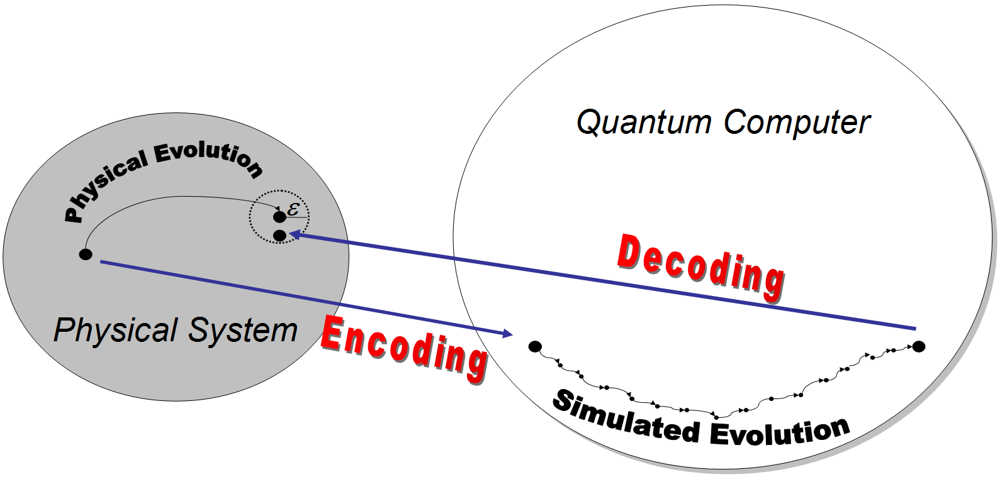 Quantum Computer
Physical Evolution
ε
Decoding
Physical System
Encoding
Simulated Evolution